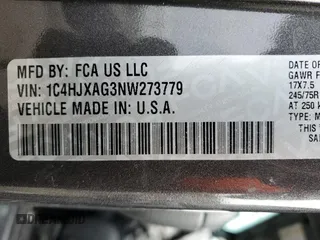 MFD. BY: FCA US LLC
VIN: 1C4HJXAG3NW273779
VEHICLE MADE IN: U.S.A.
DATE OF
GAWR F
17X7.5
245/75R
AT 250 k
TYPE: M
THIS